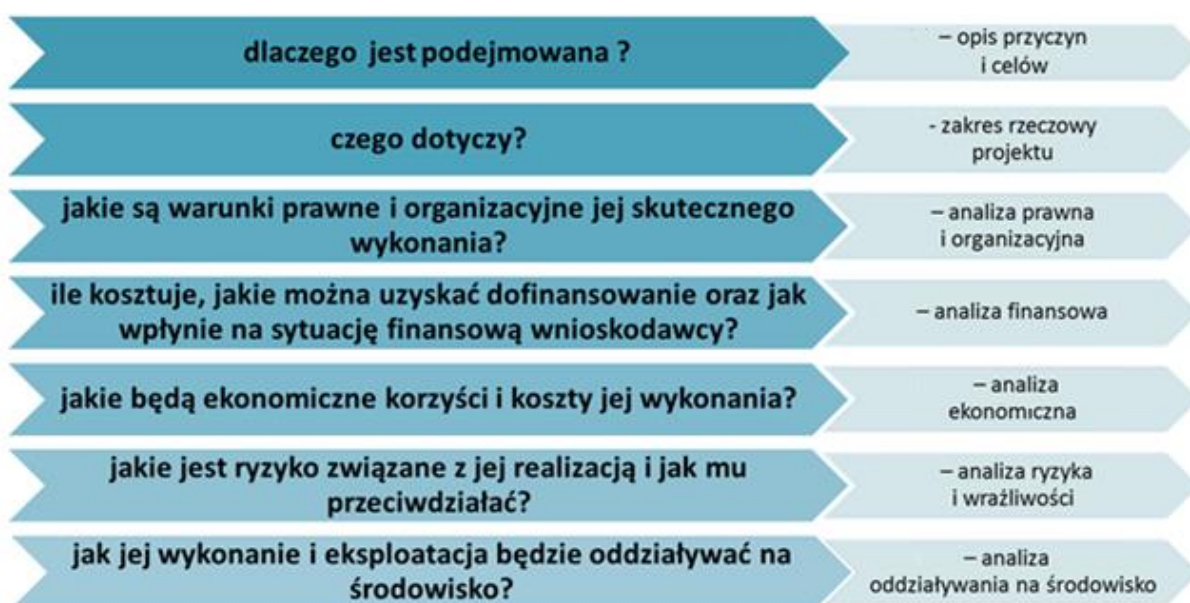 dlaczego jest podejmowana ?
– opis przyczyn
i celów
czego dotyczy?
- zakres rzeczowy
projektu
jakie są warunki prawne i organizacyjne jej skutecznego
wykonania?
– analiza prawna
i organizacyjna
ile kosztuje, jakie można uzyskać dofinansowanie oraz jak
wpłynie na sytuację finansową wnioskodawcy?
– analiza finansowa
jakie będą ekonomiczne korzyści i koszty jej wykonania?
– analiza
ekonomiczna
jakie jest ryzyko związane z jej realizacją i jak mu
przeciwdziałać?
– analiza ryzyka
i wrażliwości
jak jej wykonanie i eksploatacja będzie oddziaływać na
środowisko?
– analiza
oddziaływania na środowisko